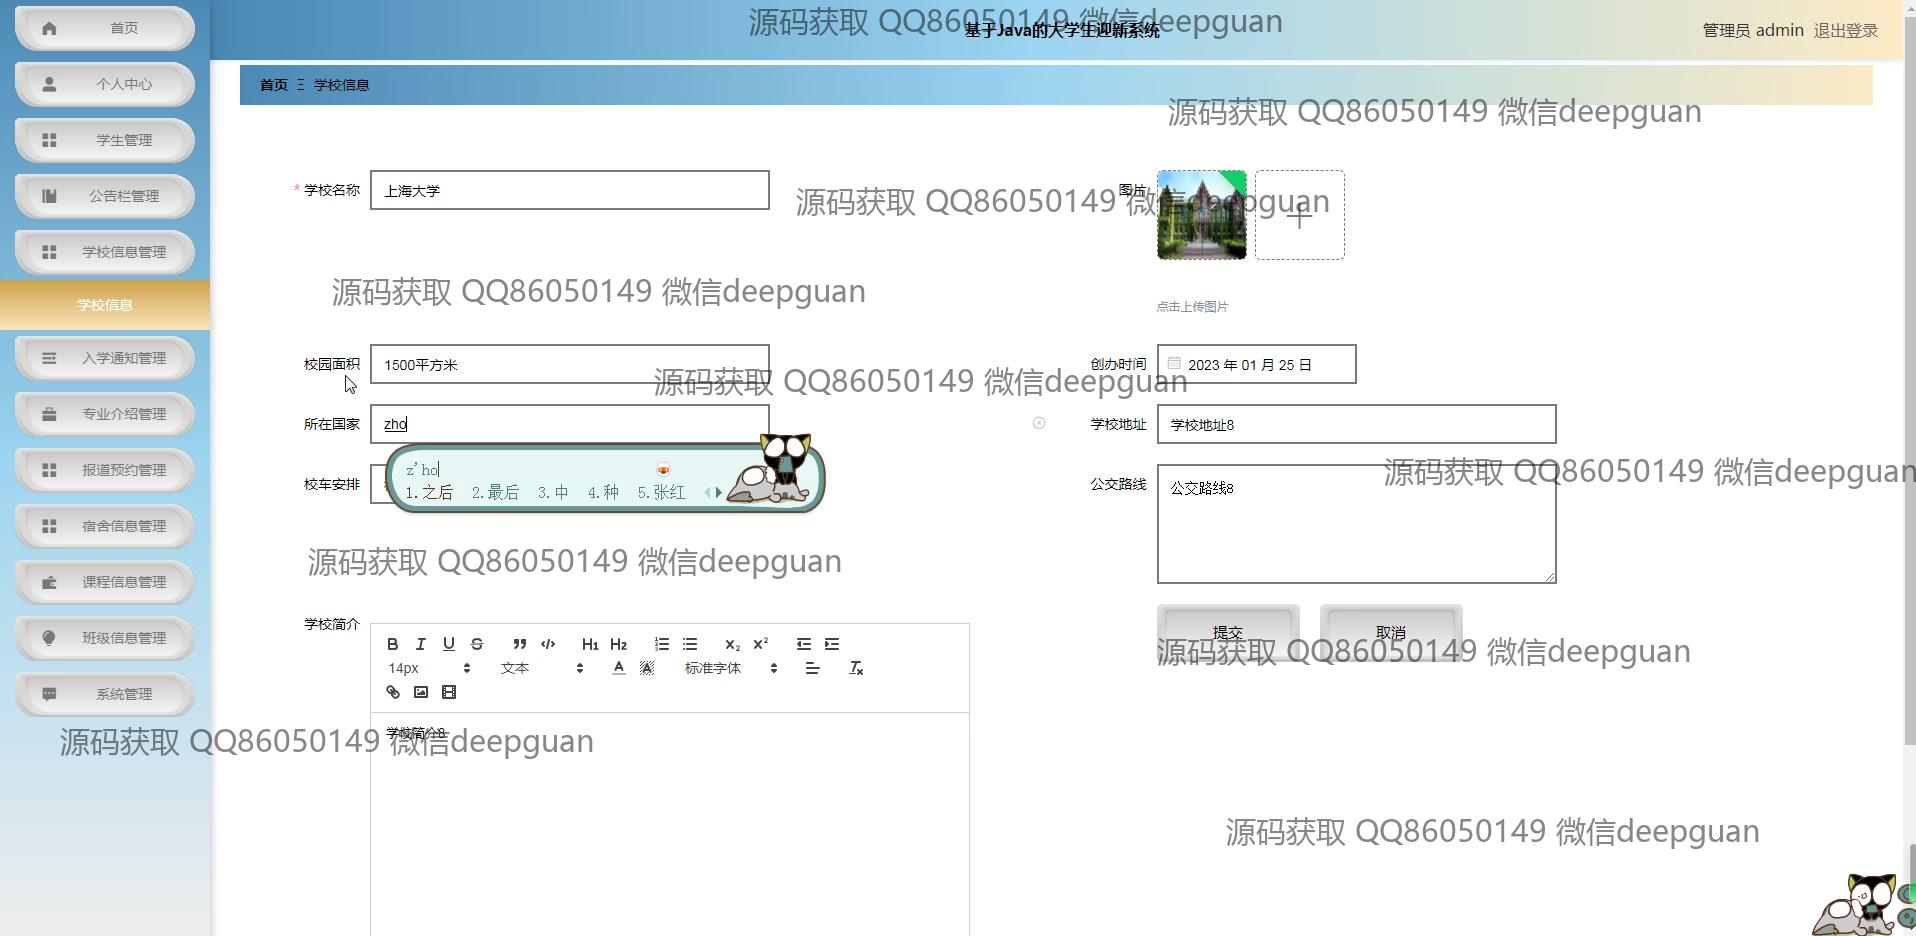 首页
个人中心
学生管理
公告栏管理
学校信息管理
学校信息
入学通知管理
专业介绍管理
报道预约管理
宿舍信息管理
课程信息管理
班级信息管理
系统管理
基于Java的大学生迎新系统
管理员 admin 退出登录
首页 Ξ 学校信息
* 学校名称 上海大学
图片
点击上传图片
校园面积 1500平方米
创办时间 2023 年 01 月 25 日
所在国家 zho
学校地址 学校地址8
z'ho
1.之后 2.最后 3.中 4.种 5.张红
校车安排
公交路线 公交路线8
提交 取消
学校简介
B I U S ” </> H1 H2 X₂ X²
14px 文本 A A 标准字体 Tx
学校简介8
源码获取 QQ86050149 微信deepguan
源码获取 QQ86050149 微信deepguan
源码获取 QQ86050149 微信deepguan
源码获取 QQ86050149 微信deepguan
源码获取 QQ86050149 微信deepguan
源码获取 QQ86050149 微信deepguan
源码获取 QQ86050149 微信deepguan
源码获取 QQ86050149 微信deepguan
源码获取 QQ86050149 微信deepguan
源码获取 QQ86050149 微信deepguan